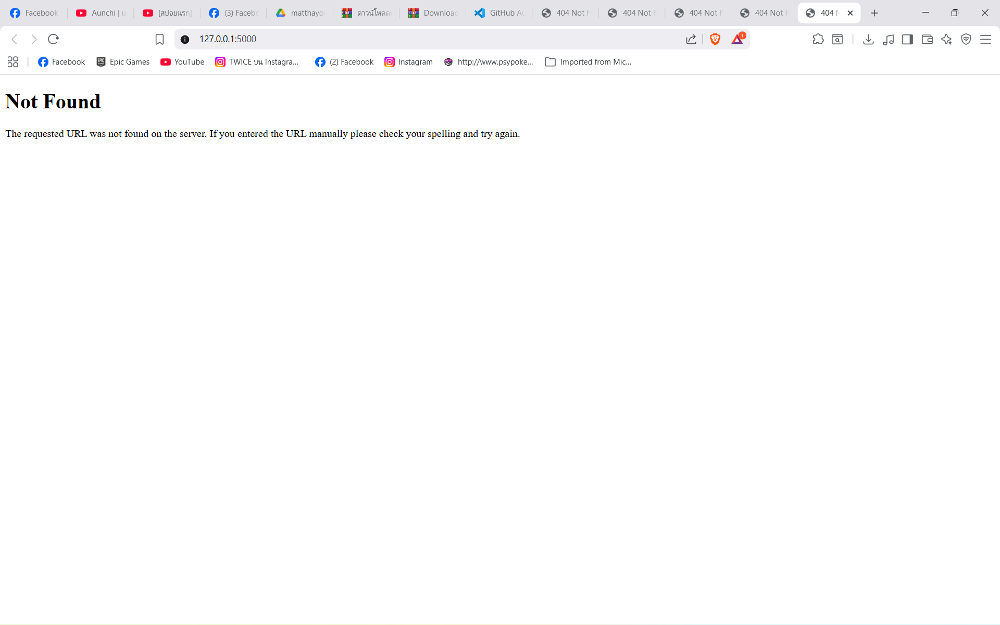 Facebook
Aunchi |
[สปอยนรก]
(3) Facebo
matthayo
ดาวน์โหลด
Download
GitHub Au
404 Not F
404 Not F
404 Not F
404 Not F
404 N
127.0.0.1:5000
1
Facebook
EPIC
Epic Games
YouTube
TWICE บน Instagra...
(2) Facebook
Instagram
http://www.psypoke...
Imported from Mic...
Not Found
The requested URL was not found on the server. If you entered the URL manually please check your spelling and try again.